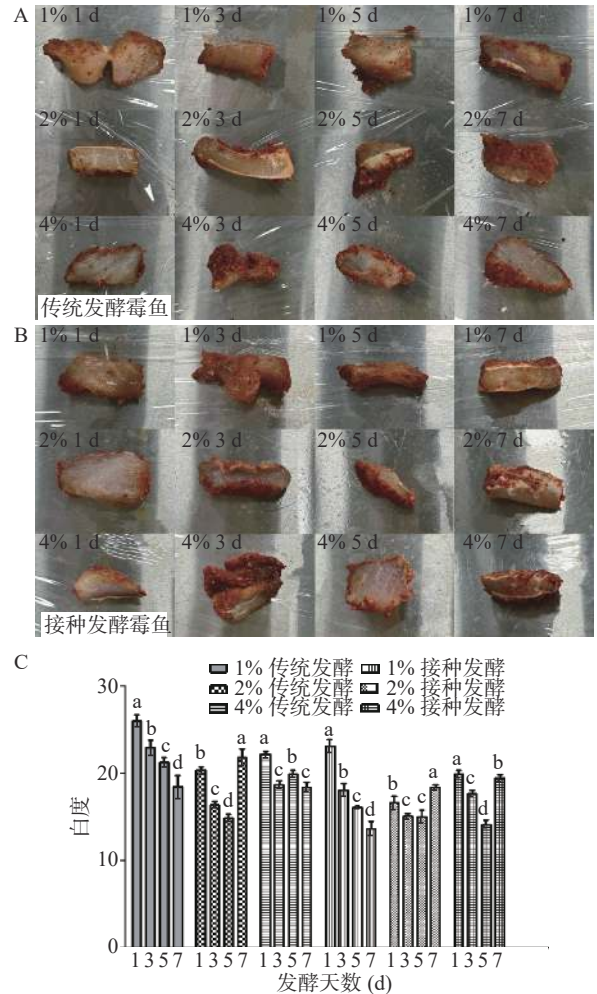 A
1% 1 d 1% 3 d 1% 5 d 1% 7 d
2% 1 d 2% 3 d 2% 5 d 2% 7 d
4% 1 d 4% 3 d 4% 5 d 4% 7 d
传统发酵霉鱼
B
1% 1 d 1% 3 d 1% 5 d 1% 7 d
2% 1 d 2% 3 d 2% 5 d 2% 7 d
4% 1 d 4% 3 d 4% 5 d 4% 7 d
接种发酵霉鱼
C
1% 传统发酵 1% 接种发酵
2% 传统发酵 2% 接种发酵
4% 传统发酵 4% 接种发酵
30
20
10
0
白度
a b c d b c d a a c b c a b c d b c c a a c d b
1 3 5 7 1 3 5 7 1 3 5 7 1 3 5 7 1 3 5 7 1 3 5 7
发酵天数 (d)